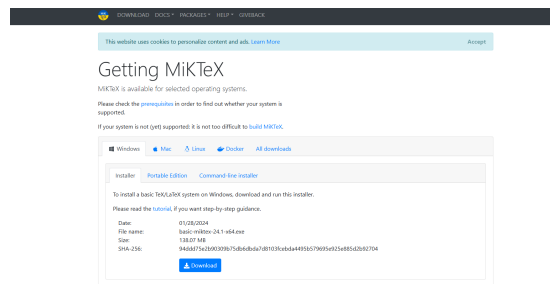 DOWNLOAD DOCS PACKAGES HELP GIVEBACK
This website uses cookies to personalize content and ads. Learn More Accept
Getting MiKTeX
MiKTeX is available for selected operating systems.
Please check the prerequisites in order to find out whether your system is
supported.
If your system is not (yet) supported: it is not too difficult to build MiKTeX.
Windows Mac Linux Docker All downloads
Installer Portable Edition Command-line installer
To install a basic TeX/LaTeX system on Windows, download and run this installer.
Please read the tutorial, if you want step-by-step guidance.
Date: 01/28/2024
File name: basic-miktex-24.1-x64.exe
Size: 138.07 MB
SHA-256: 94ddd75e2b90309b75db6dbda7d8103fcebda4495b579695e925e885d2b92704
Download